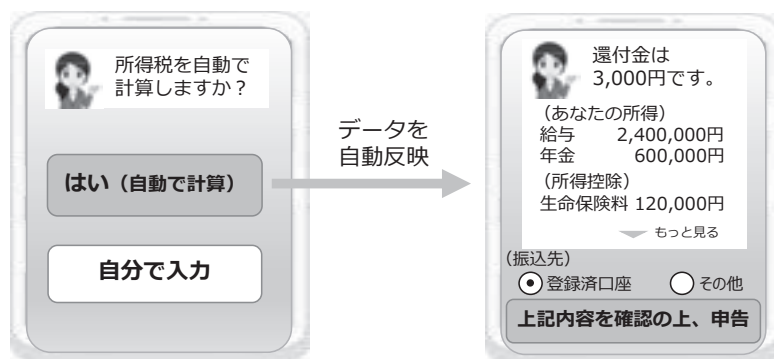 所得税を自動で
計算しますか？
はい（自動で計算）
自分で入力
データを
自動反映
還付金は
3,000円です。
（あなたの所得）
給与 2,400,000円
年金 600,000円
（所得控除）
生命保険料 120,000円
もっと見る
（振込先）
登録済口座 その他
上記内容を確認の上、申告